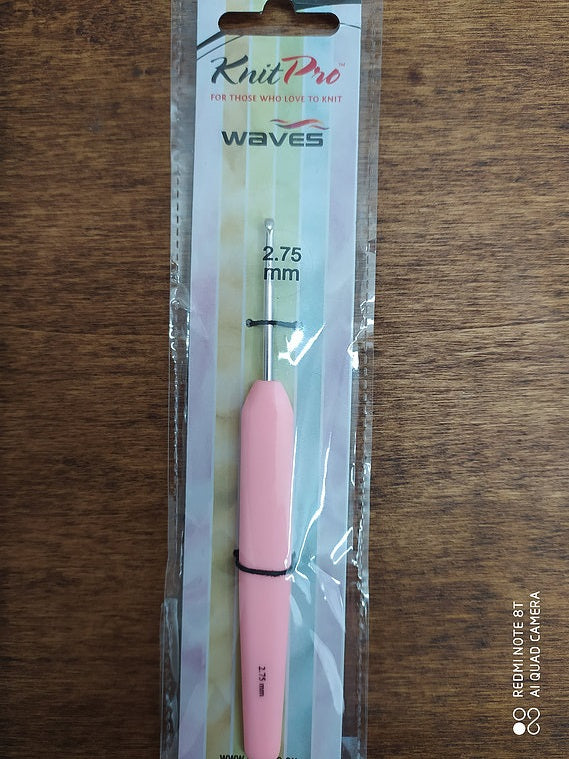 KnitPro™
FOR THOSE WHO LOVE TO KNIT
waves
2.75
mm
2.75 mm
REDMI NOTE 8T
AI QUAD CAMERA